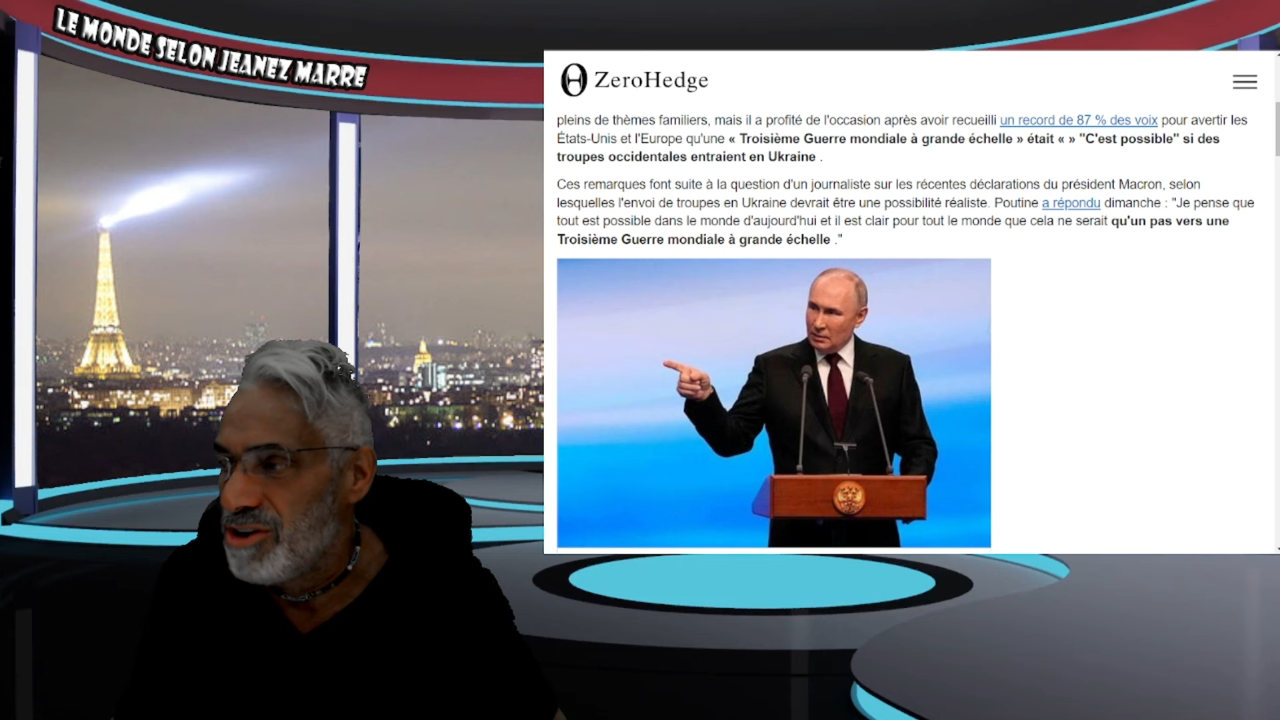 LE MONDE SELON JEANEZ MARRE
ZeroHedge
pleins de thèmes familiers, mais il a profité de l'occasion après avoir recueilli un record de 87 % des voix pour avertir les
États-Unis et l'Europe qu'une « Troisième Guerre mondiale à grande échelle » était « » "C'est possible" si des
troupes occidentales entraient en Ukraine .
Ces remarques font suite à la question d'un journaliste sur les récentes déclarations du président Macron, selon
lesquelles l'envoi de troupes en Ukraine devrait être une possibilité réaliste. Poutine a répondu dimanche : "Je pense que
tout est possible dans le monde d'aujourd'hui et il est clair pour tout le monde que cela ne serait qu'un pas vers une
Troisième Guerre mondiale à grande échelle ."